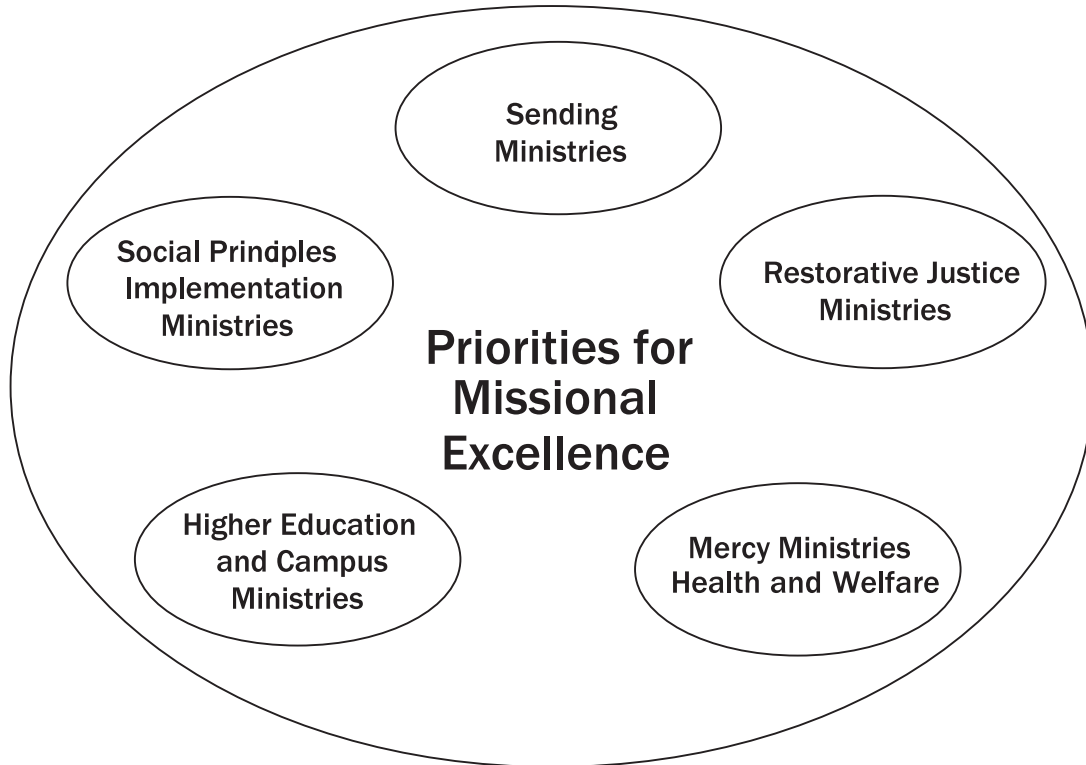 Sending
Ministries
Social Principles
Implementation
Ministries
Restorative Justice
Ministries
Priorities for
Missional
Excellence
Higher Education
and Campus
Ministries
Mercy Ministries
Health and Welfare